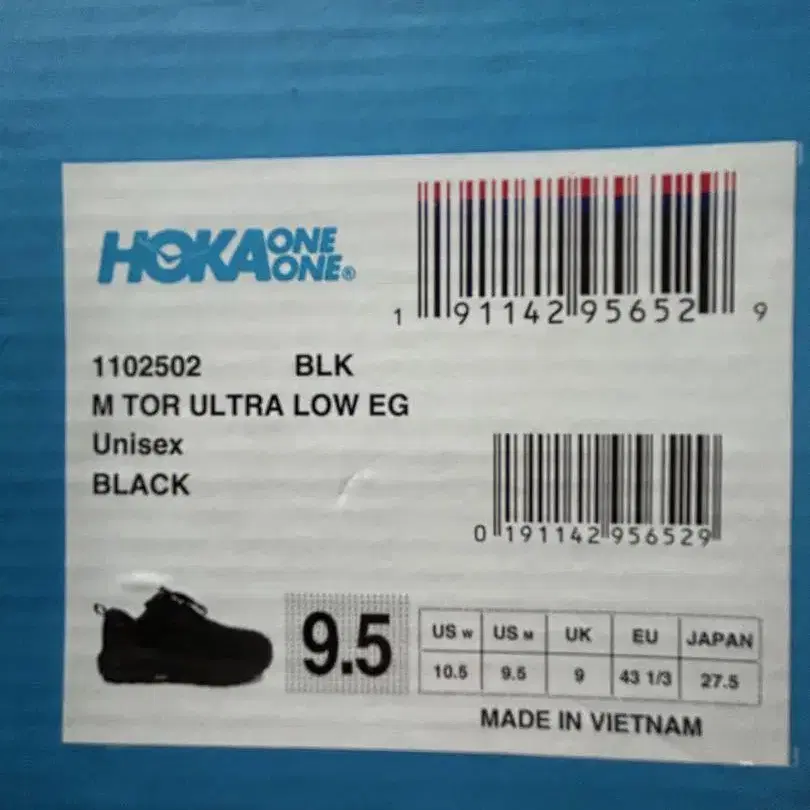 HOKA ONE ONE®
1 91142 95652 9
1102502 BLK
M TOR ULTRA LOW EG
Unisex
BLACK
0 191142 956529
9.5
US W US M UK EU JAPAN
10.5 9.5 9 43 1/3 27.5
MADE IN VIETNAM